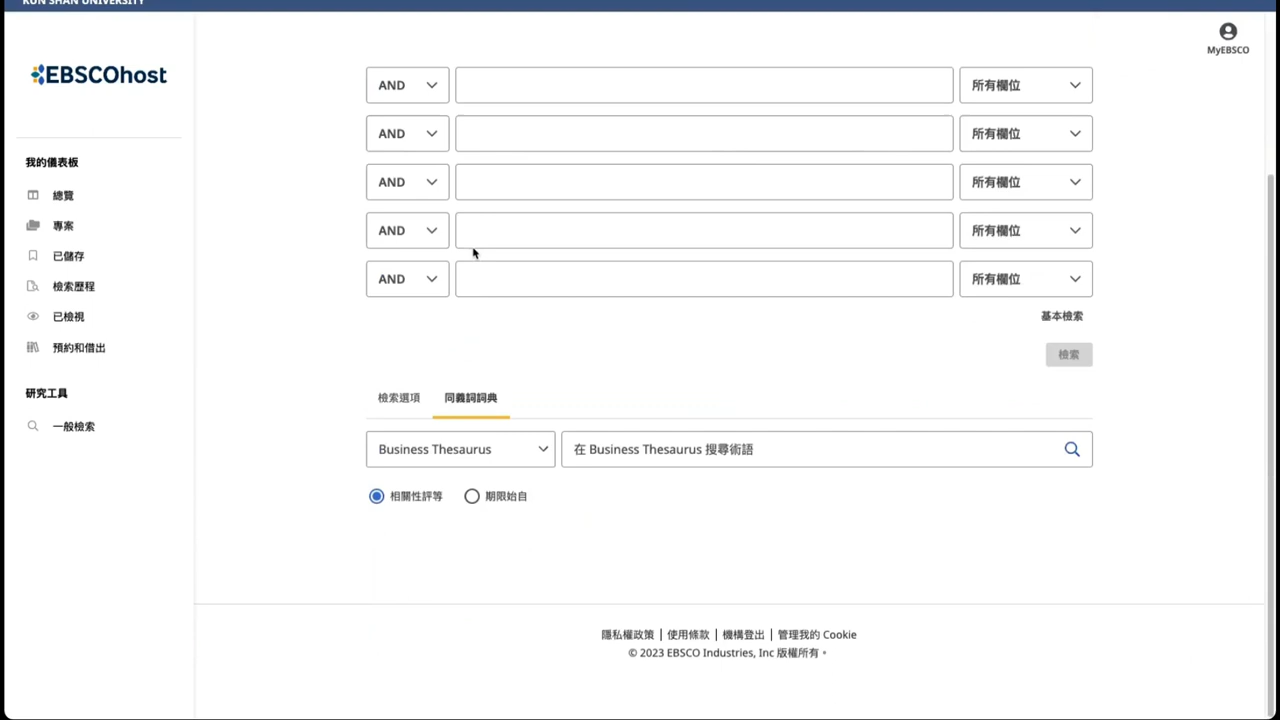 KUN SHAN UNIVERSITY
MyEBSCO
EBSCOhost
我的儀表板
總覽
專案
已儲存
檢索歷程
已檢視
預約和借出
研究工具
一般檢索
AND 所有欄位
AND 所有欄位
AND 所有欄位
AND 所有欄位
AND 所有欄位
基本檢索
檢索
檢索選項 同義詞詞典
Business Thesaurus 在 Business Thesaurus 搜尋術語
相關性評等 期限始自
隱私權政策 | 使用條款 | 機構登出 | 管理我的 Cookie
© 2023 EBSCO Industries, Inc 版權所有。